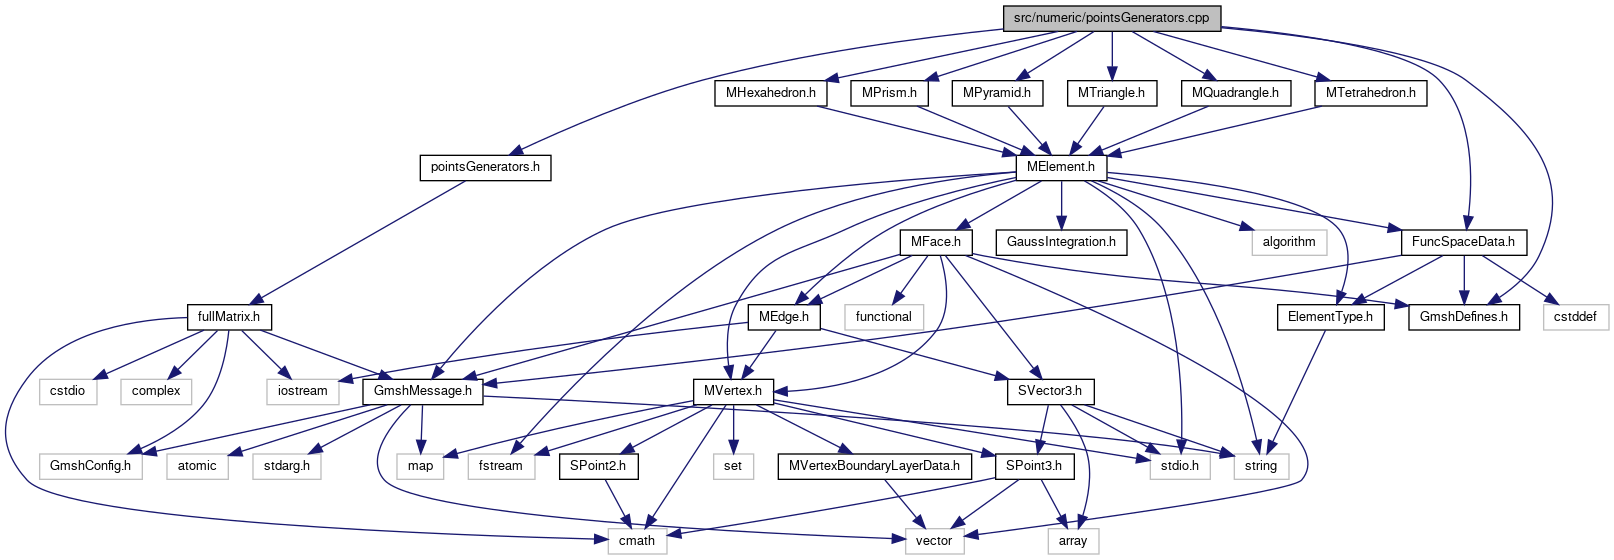 src/numeric/pointsGenerators.cpp
MHexahedron.h
MPrism.h
MPyramid.h
MTriangle.h
MQuadrangle.h
MTetrahedron.h
pointsGenerators.h
MElement.h
MFace.h
GaussIntegration.h
algorithm
FuncSpaceData.h
fullMatrix.h
MEdge.h
functional
ElementType.h
GmshDefines.h
cstddef
cstdio
complex
iostream
GmshMessage.h
MVertex.h
SVector3.h
GmshConfig.h
atomic
stdarg.h
map
fstream
SPoint2.h
set
MVertexBoundaryLayerData.h
SPoint3.h
stdio.h
string
cmath
vector
array